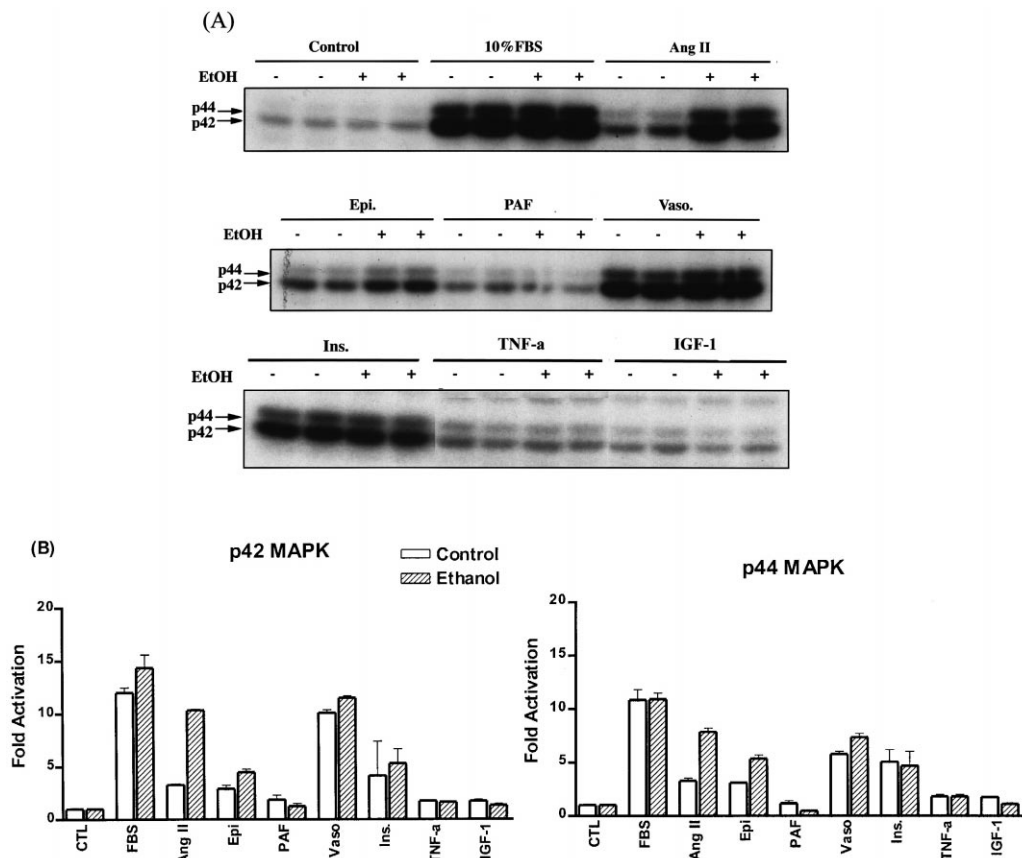 (A)
Control 10%FBS Ang II
EtOH - - + + - - + + - - + +
p44
p42
Epi. PAF Vaso.
EtOH - - + + - - + + - - + +
p44
p42
Ins. TNF-a IGF-1
EtOH - - + + - - + + - - + +
p44
p42
(B)
p42 MAPK
Control
Ethanol
p44 MAPK
Fold Activation
20
15
10
5
0
CTL
FBS
Ang II
Epi
PAF
Vaso
Ins.
TNF-a
IGF-1
Fold Activation
20
15
10
5
0
CTL
FBS
Ang II
Epi
PAF
Vaso
Ins.
TNF-a
IGF-1